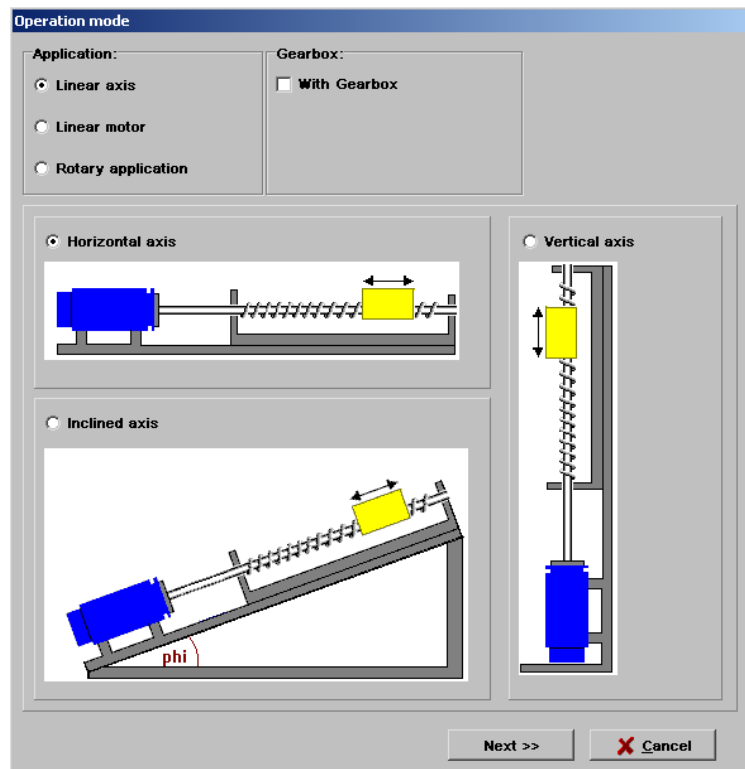 Operation mode
Application:
Linear axis
Linear motor
Rotary application
Gearbox:
With Gearbox
Horizontal axis
Vertical axis
Inclined axis
phi
Next >>
Cancel